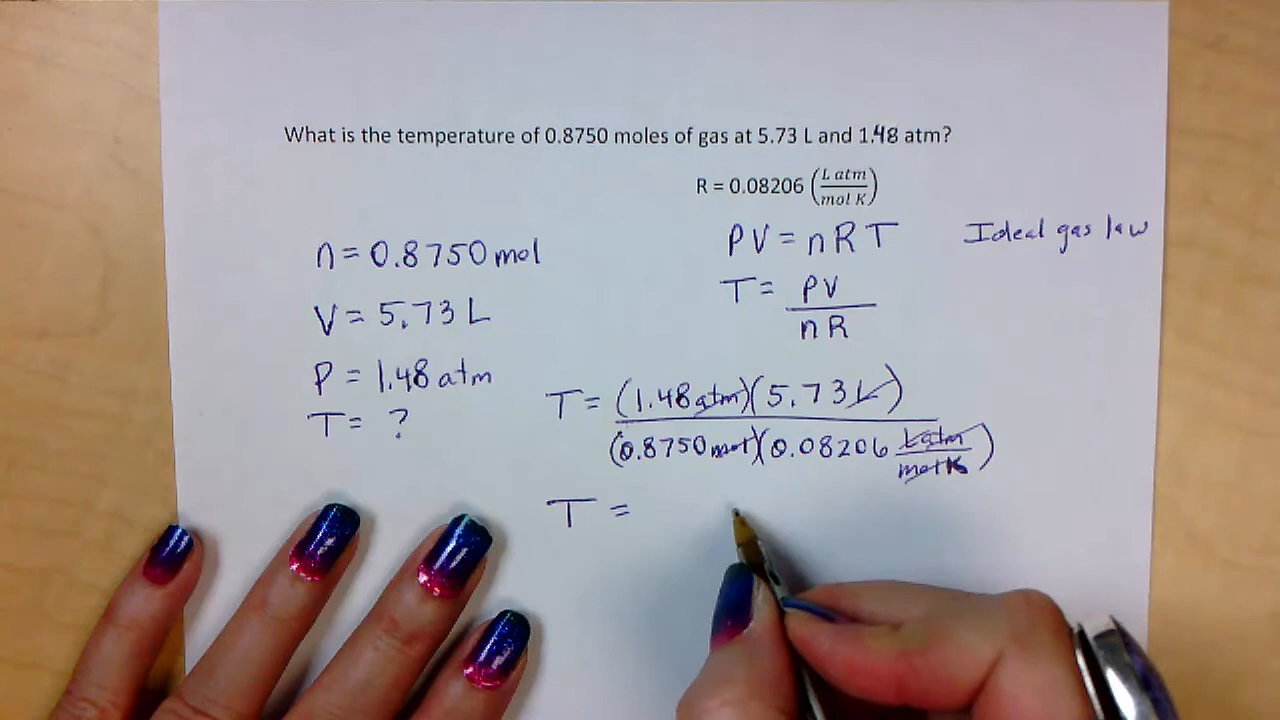 What is the temperature of 0.8750 moles of gas at 5.73 L and 1.48 atm?
R = 0.08206 (L atm / mol K)
PV = nRT Ideal gas law
n = 0.8750 mol
T = PV / nR
V = 5.73 L
P = 1.48 atm
T = (1.48 atm)(5.73 L) / (0.8750 mol)(0.08206 L atm / mol K)
T = ?
T =